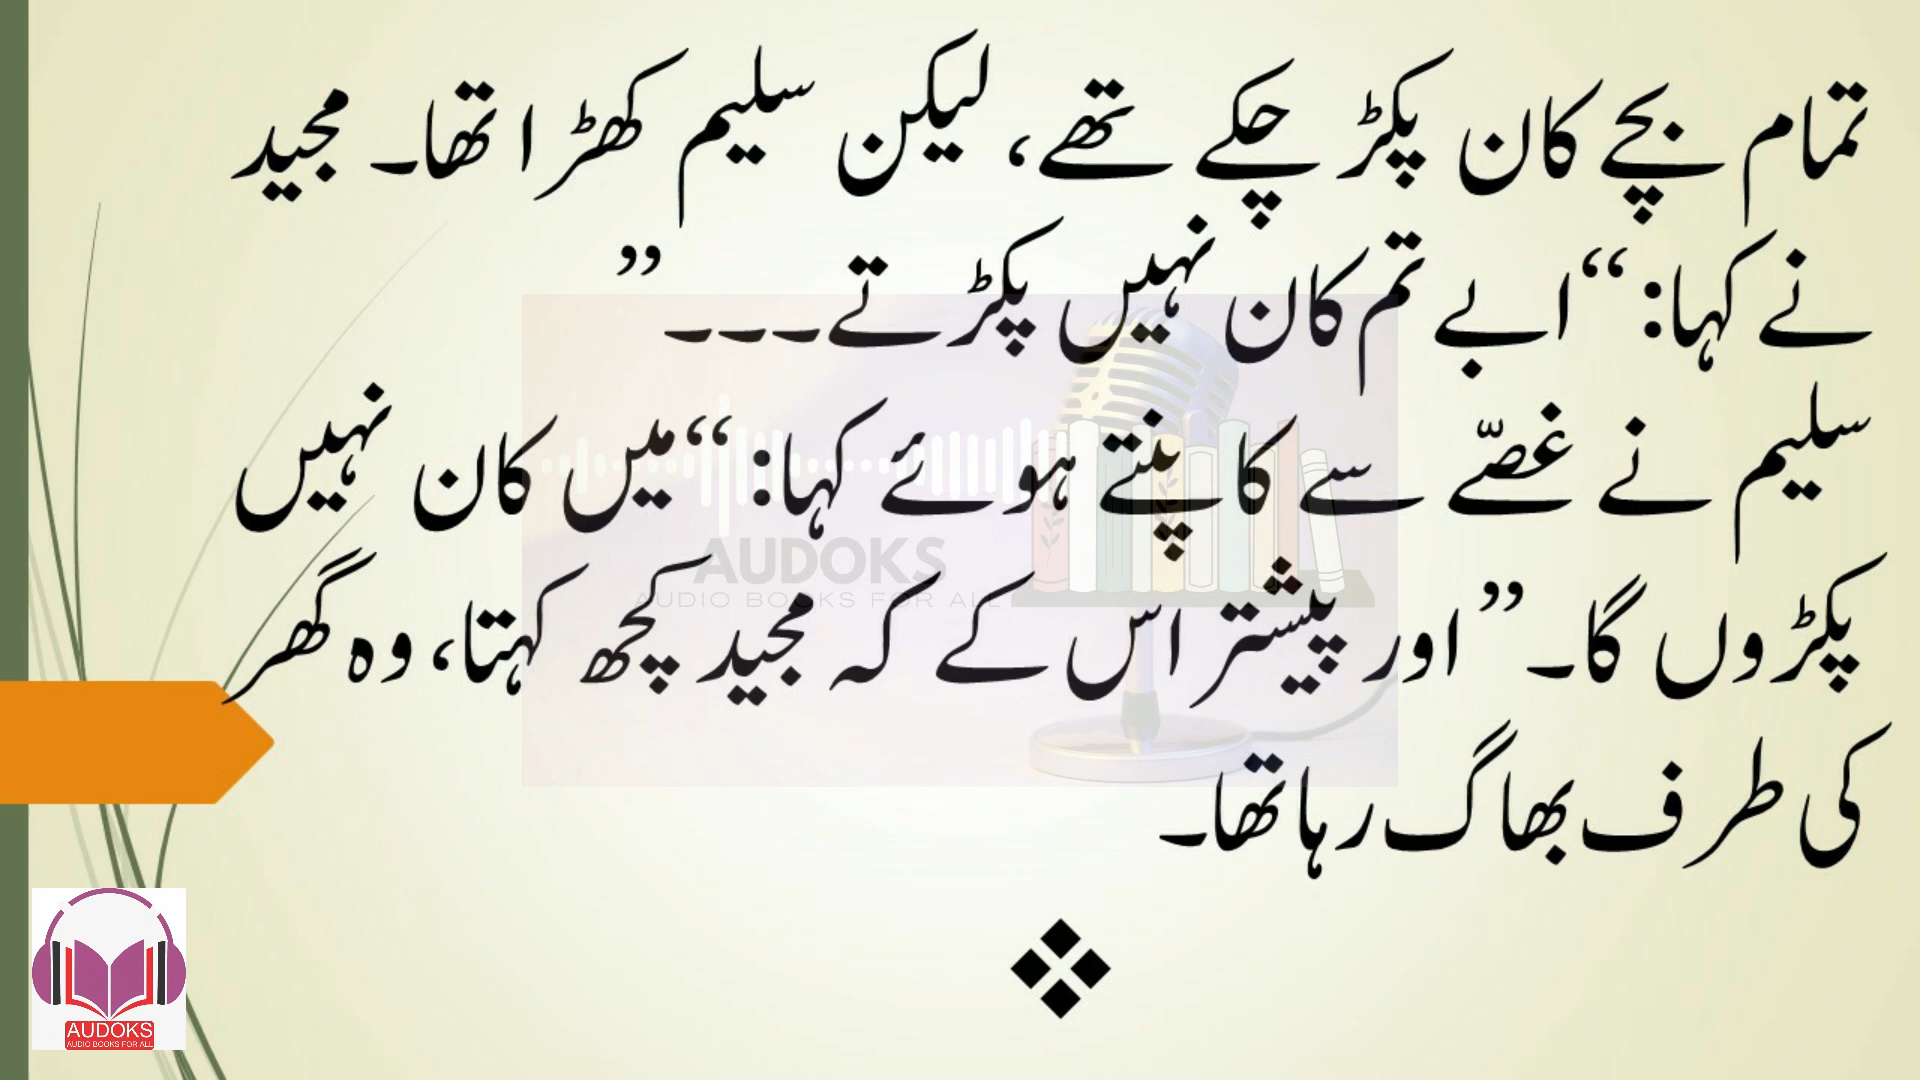 تمام بچے کان پکڑ چکے تھے، لیکن سلیم کھڑا تھا۔ مجید
نے کہا: “ابے تم کان نہیں پکڑتے۔۔۔”
سلیم نے غصّے سے کانپتے ہوئے کہا: “میں کان نہیں
پکڑوں گا۔” اور پیشتر اس کے کہ مجید کچھ کہتا، وہ گھر
کی طرف بھاگ رہا تھا۔
AUDOKS
AUDIO BOOKS FOR ALL
AUDOKS
AUDIO BOOKS FOR ALL